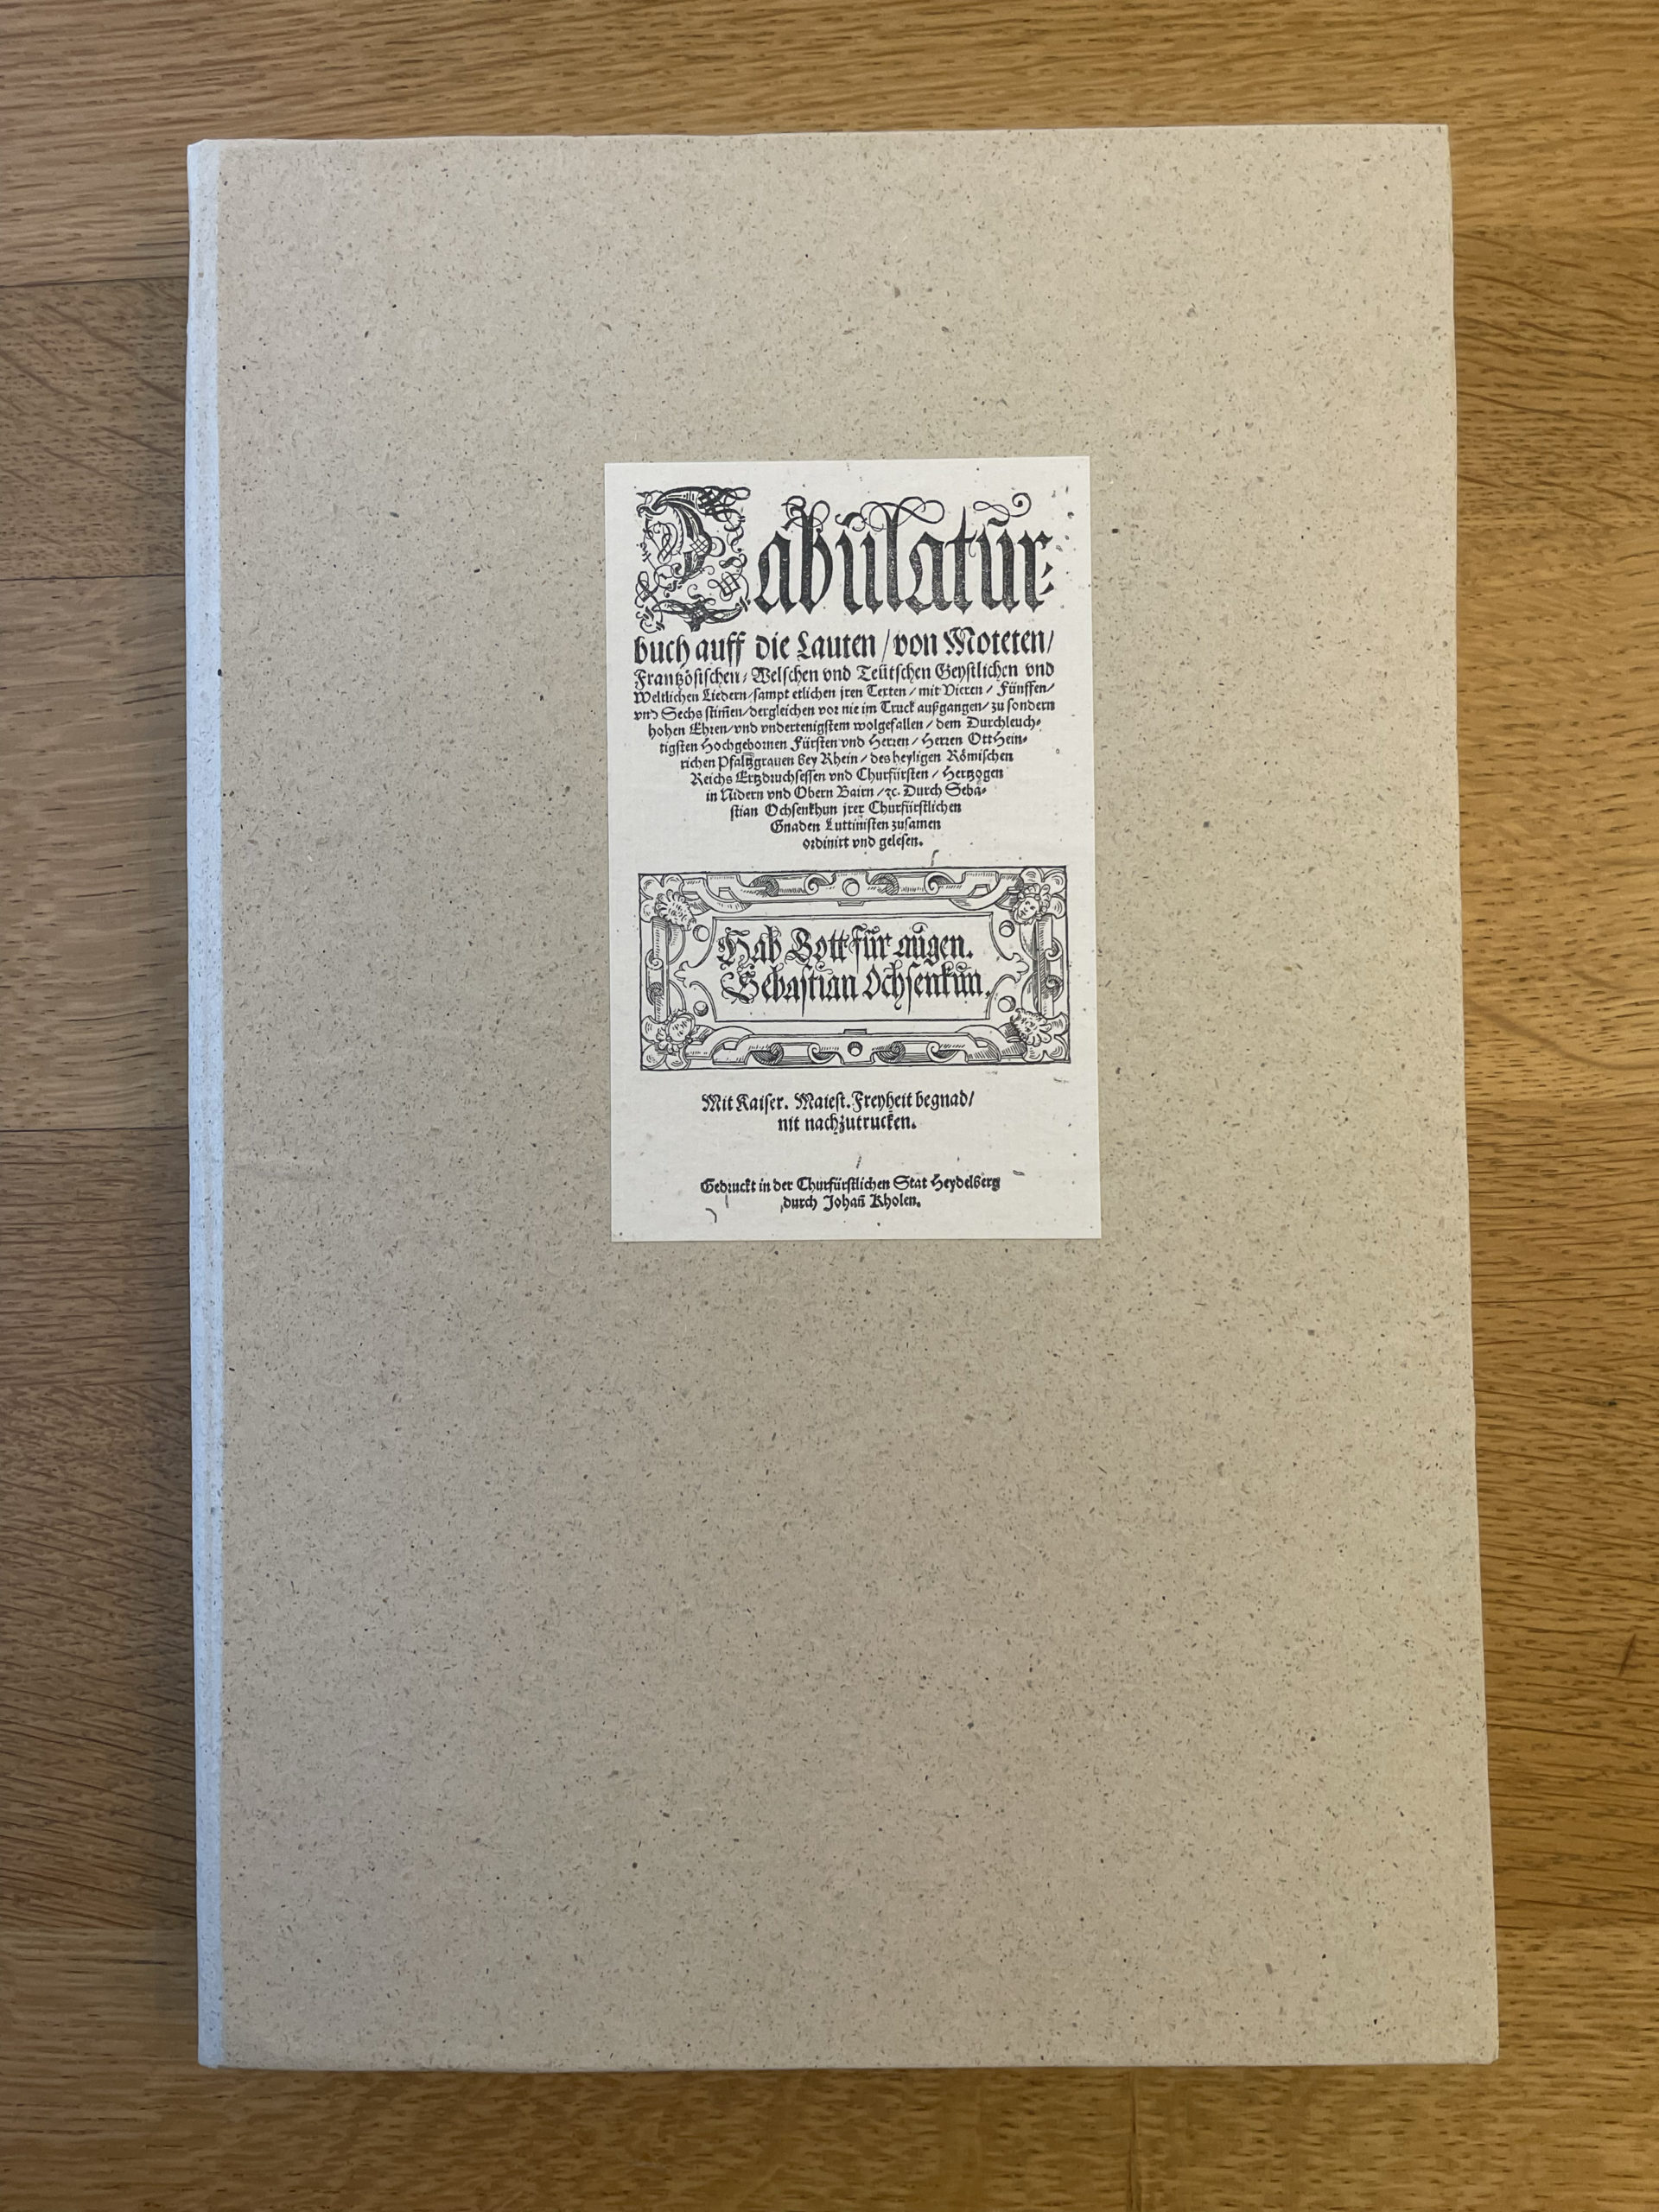 Tabulatur-
buch auff die Lauten / von Moteten /
Frantzösischen, Welschen vnd Teütschen Geystlichen vnd
Weltlichen Liedern / sampt etlichen jren Texten / mit Vieren / Fünffen /
vnd Sechs stim̄en / dergleichen vor nie im Truck außgangen / zu sondern
hohen Ehren / vnd vndertenigstem wolgefallen / dem Durchleuch-
tigsten Hochgebornen Fürsten vnd Herren / Herren OttHein-
richen Pfaltzgrauen bey Rhein / des heyligen Römischen
Reichs Ertzdruchsessen vnd Churfürsten / Hertzogen
in Nidern vnd Obern Bairn / ꝛc. Durch Seba-
stian Ochsenkhun jrer Churfürstlichen
Gnaden Luttinisten zusamen
ordinirt vnd gelesen.
Hab Gott für augen.
Sebastian Ochsenkun.
Mit Kaiser. Maiest. Freyheit begnad /
nit nachzutrucken.
Gedruckt in der Churfürstlichen Stat Heydelberg
durch Johan̄ Kholen.